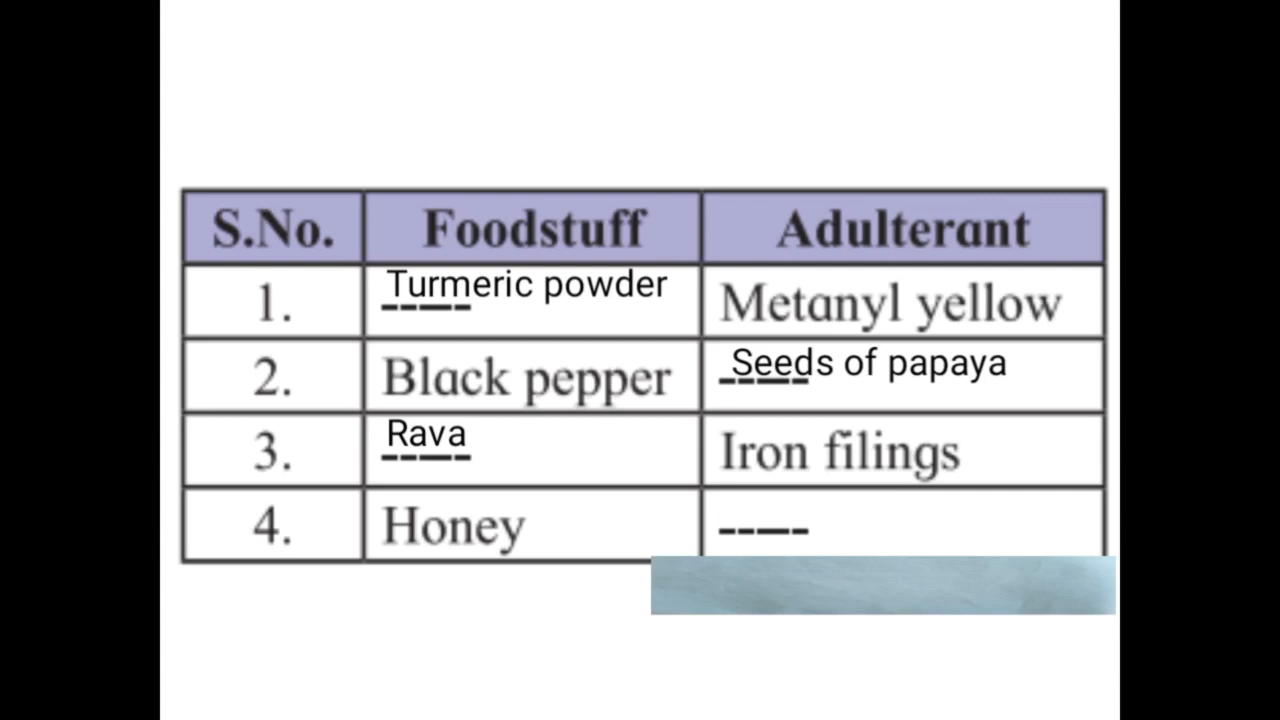 S.No. Foodstuff Adulterant
1. Turmeric powder ----- Metanyl yellow
2. Black pepper Seeds of papaya -----
3. Rava ----- Iron filings
4. Honey -----